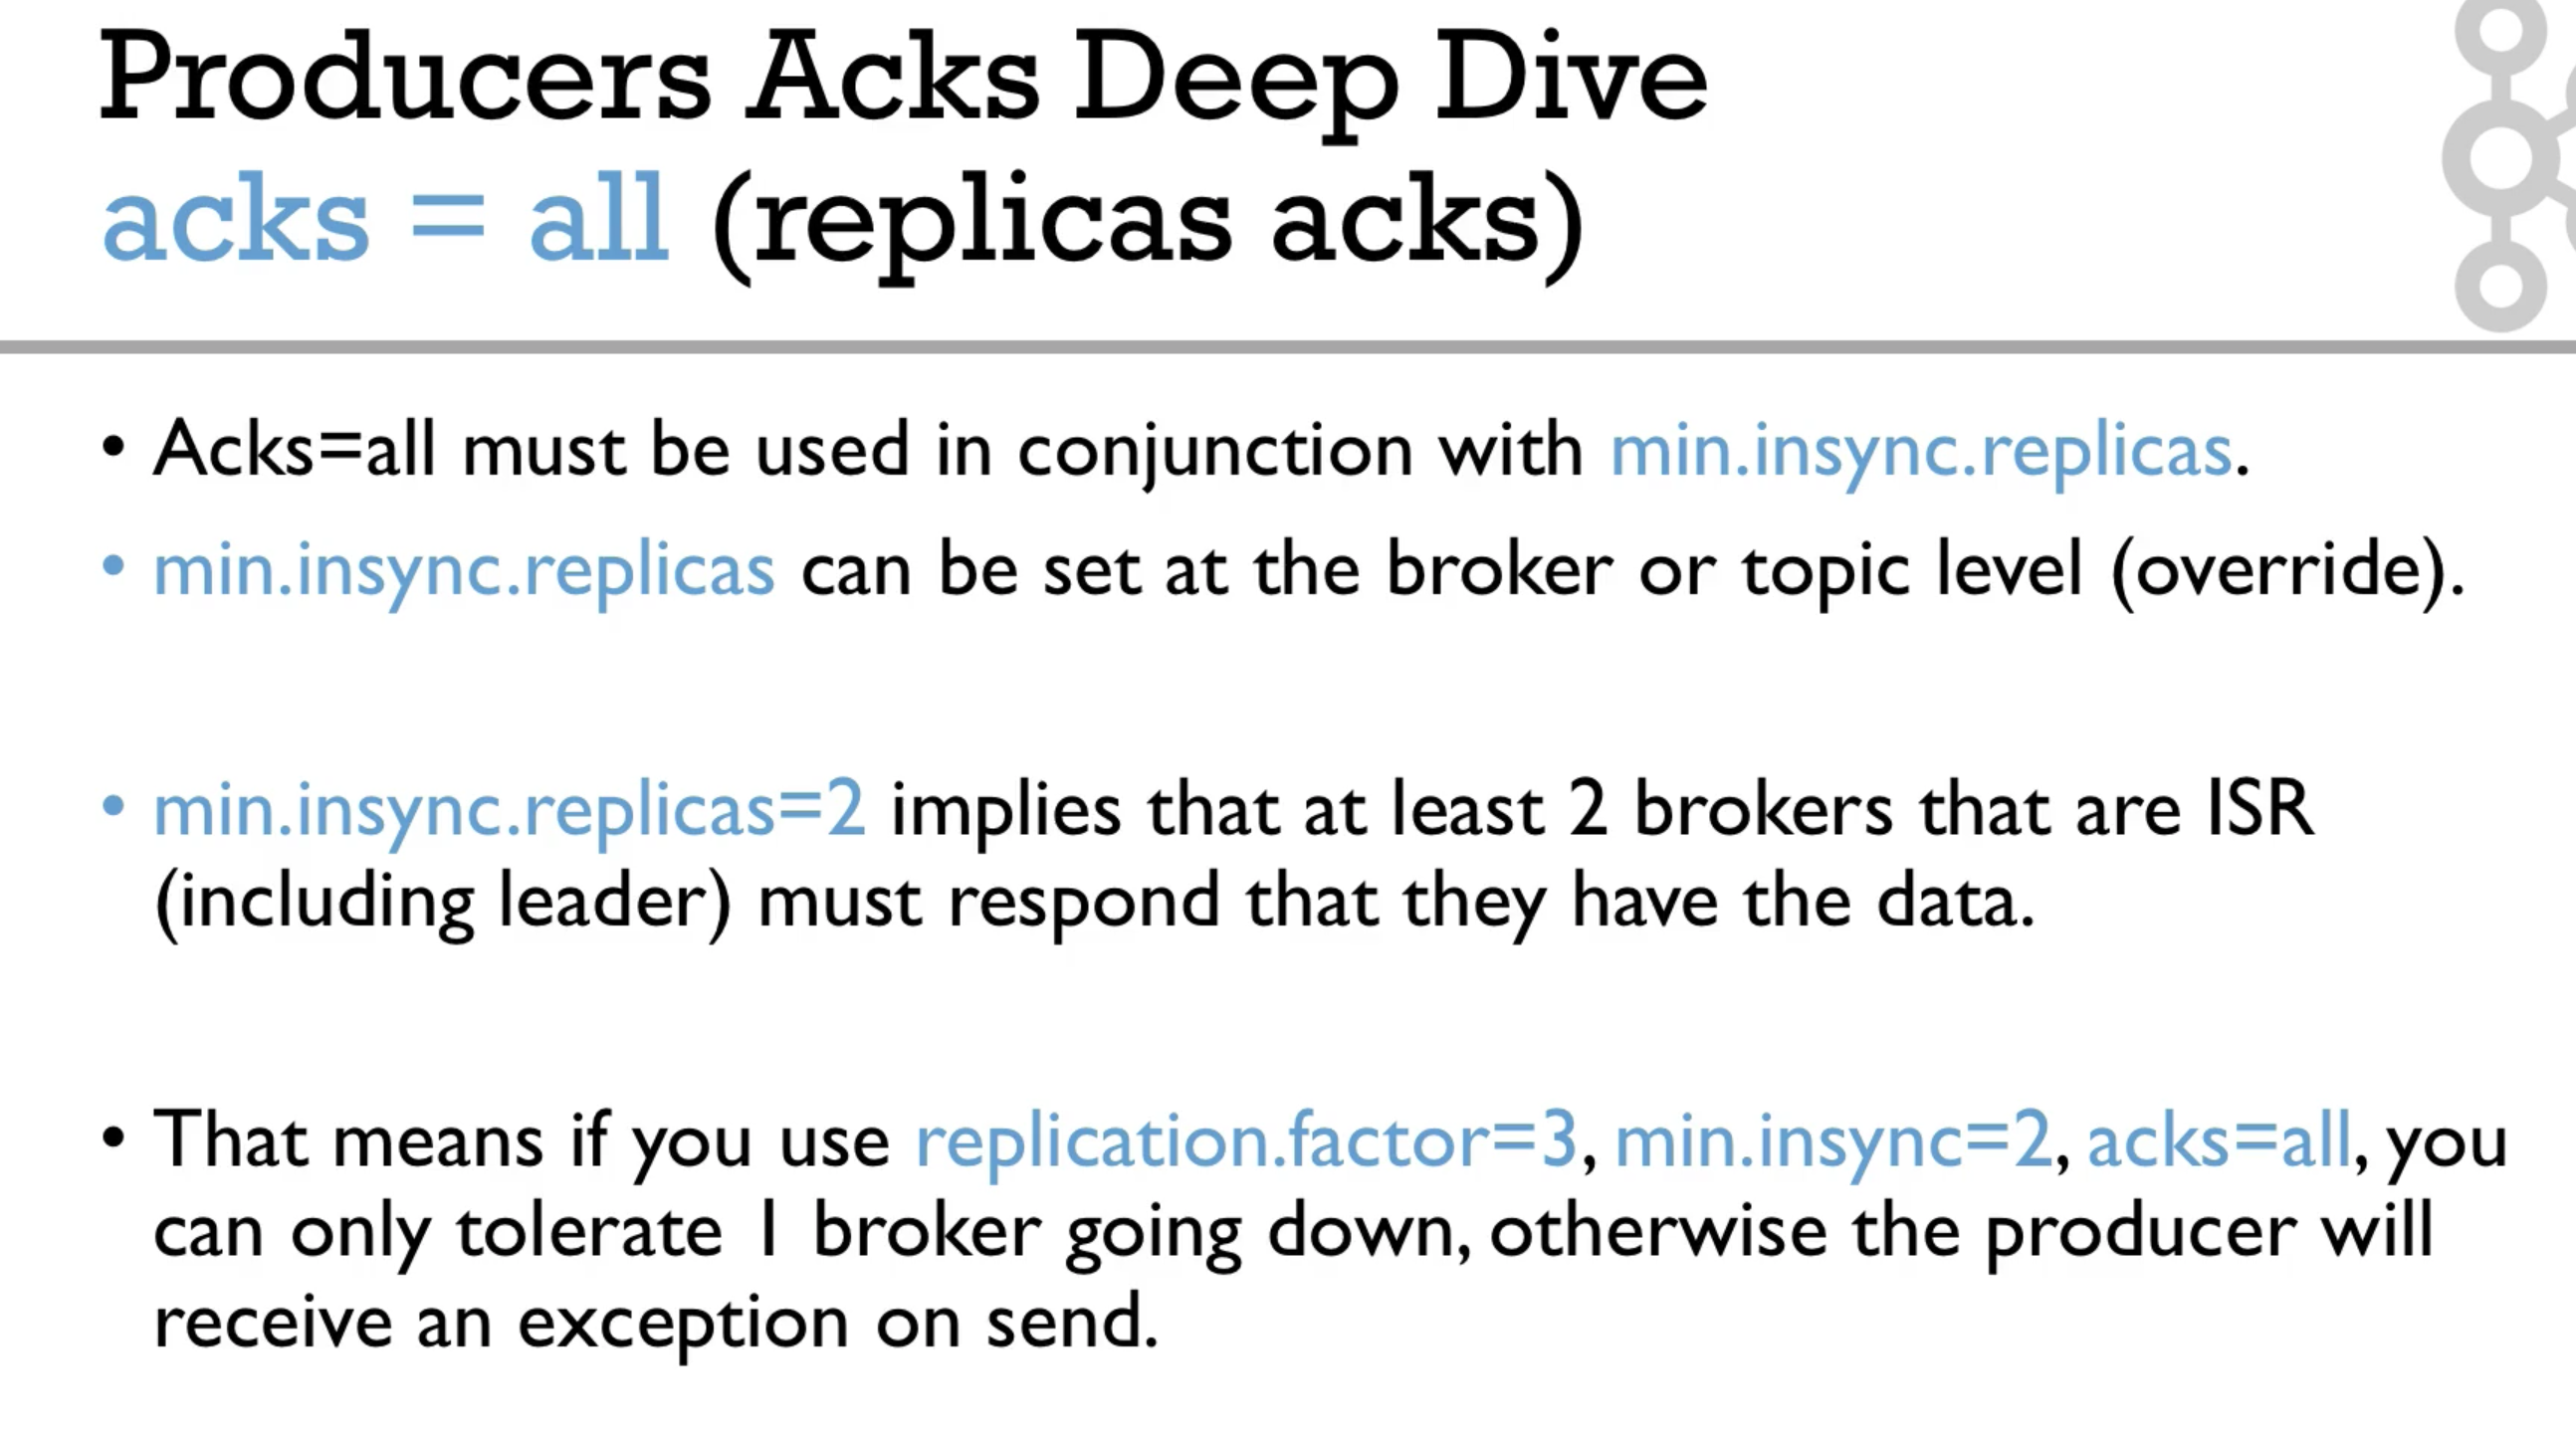 Producers Acks Deep Dive
acks = all (replicas acks)
• Acks=all must be used in conjunction with min.insync.replicas.
• min.insync.replicas can be set at the broker or topic level (override).
• min.insync.replicas=2 implies that at least 2 brokers that are ISR
(including leader) must respond that they have the data.
• That means if you use replication.factor=3, min.insync=2, acks=all, you
can only tolerate 1 broker going down, otherwise the producer will
receive an exception on send.